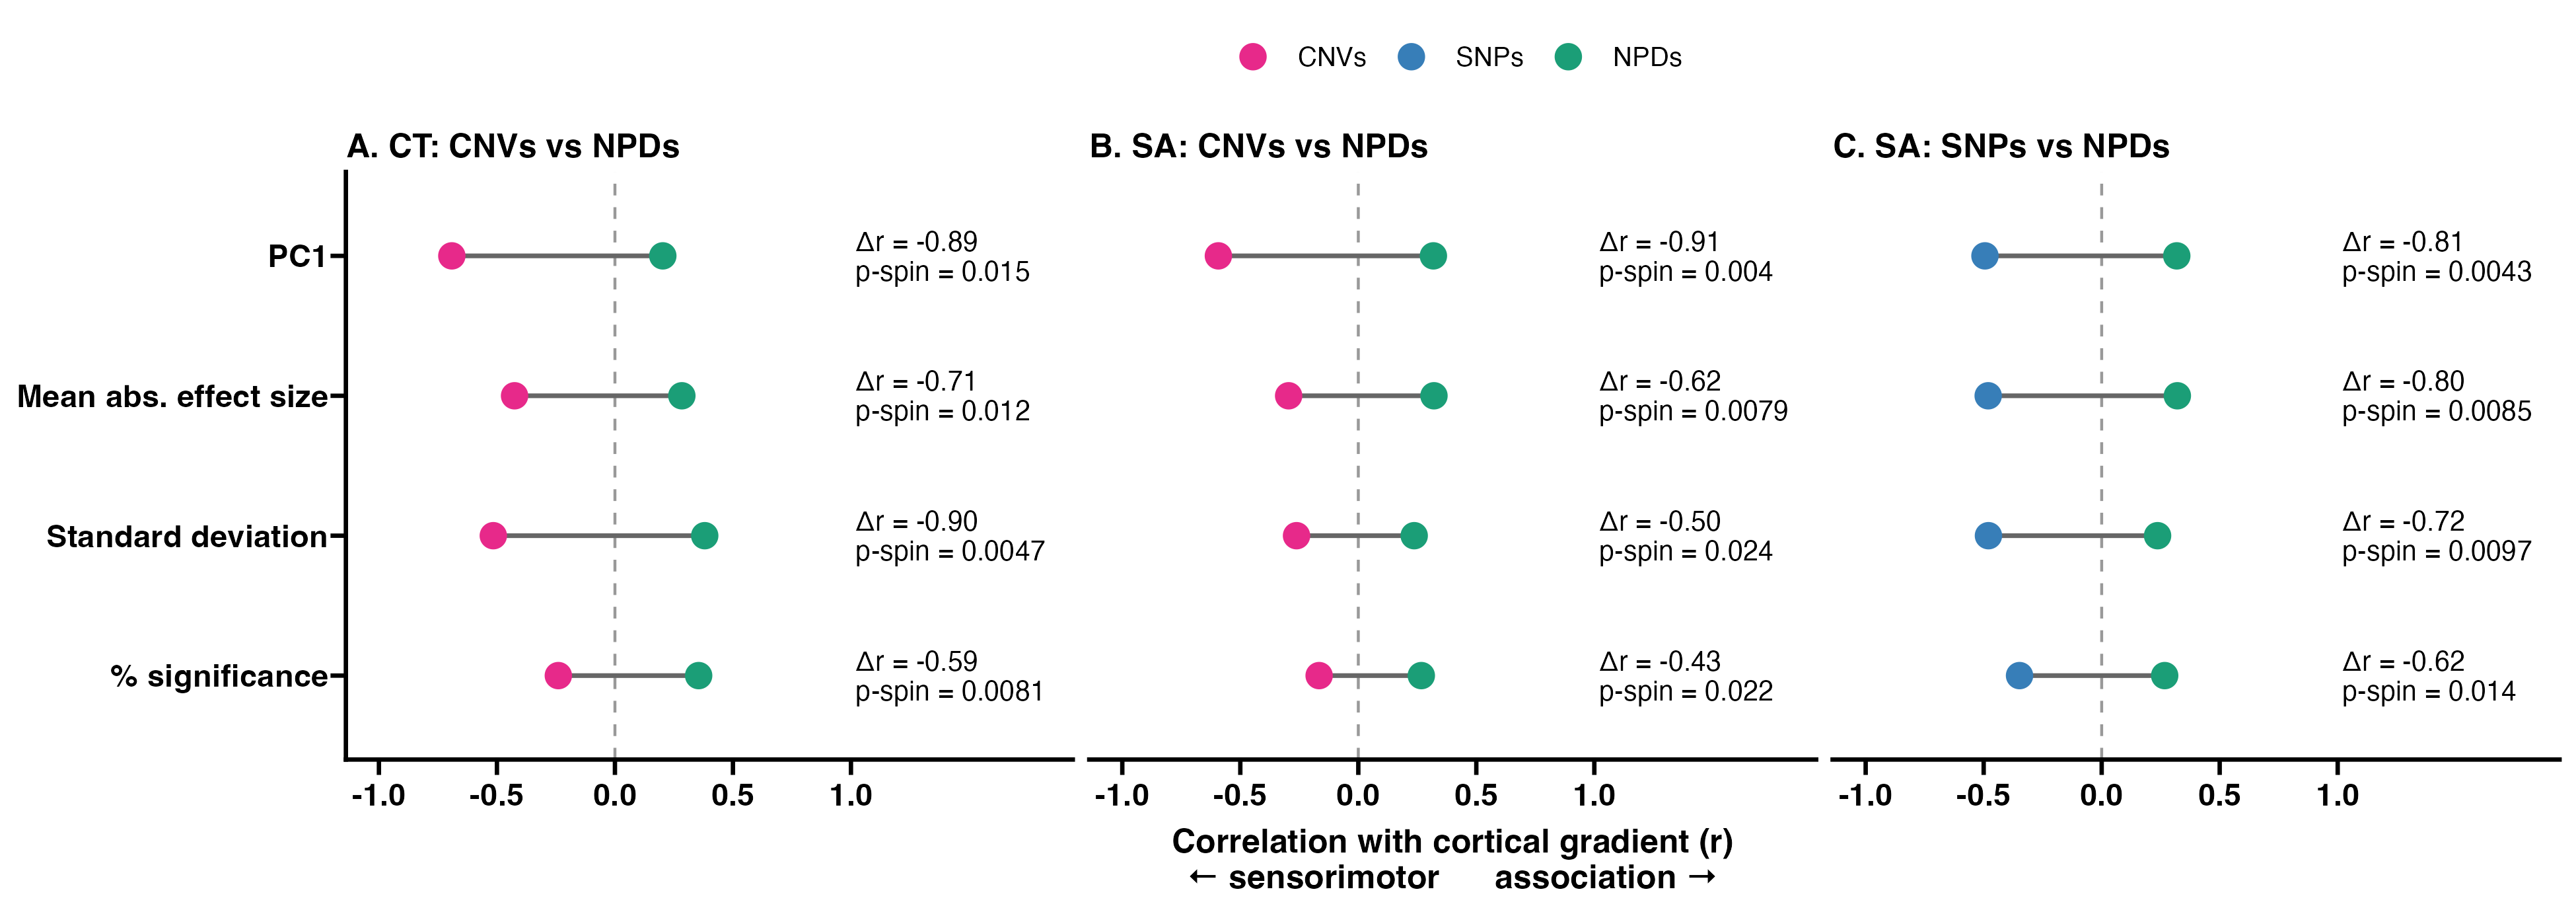 CNVs SNPs NPDs
A. CT: CNVs vs NPDs
B. SA: CNVs vs NPDs
C. SA: SNPs vs NPDs
PC1
Δr = -0.89
p-spin = 0.015
Δr = -0.91
p-spin = 0.004
Δr = -0.81
p-spin = 0.0043
Mean abs. effect size
Δr = -0.71
p-spin = 0.012
Δr = -0.62
p-spin = 0.0079
Δr = -0.80
p-spin = 0.0085
Standard deviation
Δr = -0.90
p-spin = 0.0047
Δr = -0.50
p-spin = 0.024
Δr = -0.72
p-spin = 0.0097
% significance
Δr = -0.59
p-spin = 0.0081
Δr = -0.43
p-spin = 0.022
Δr = -0.62
p-spin = 0.014
-1.0 -0.5 0.0 0.5 1.0
-1.0 -0.5 0.0 0.5 1.0
-1.0 -0.5 0.0 0.5 1.0
Correlation with cortical gradient (r)
← sensorimotor association →